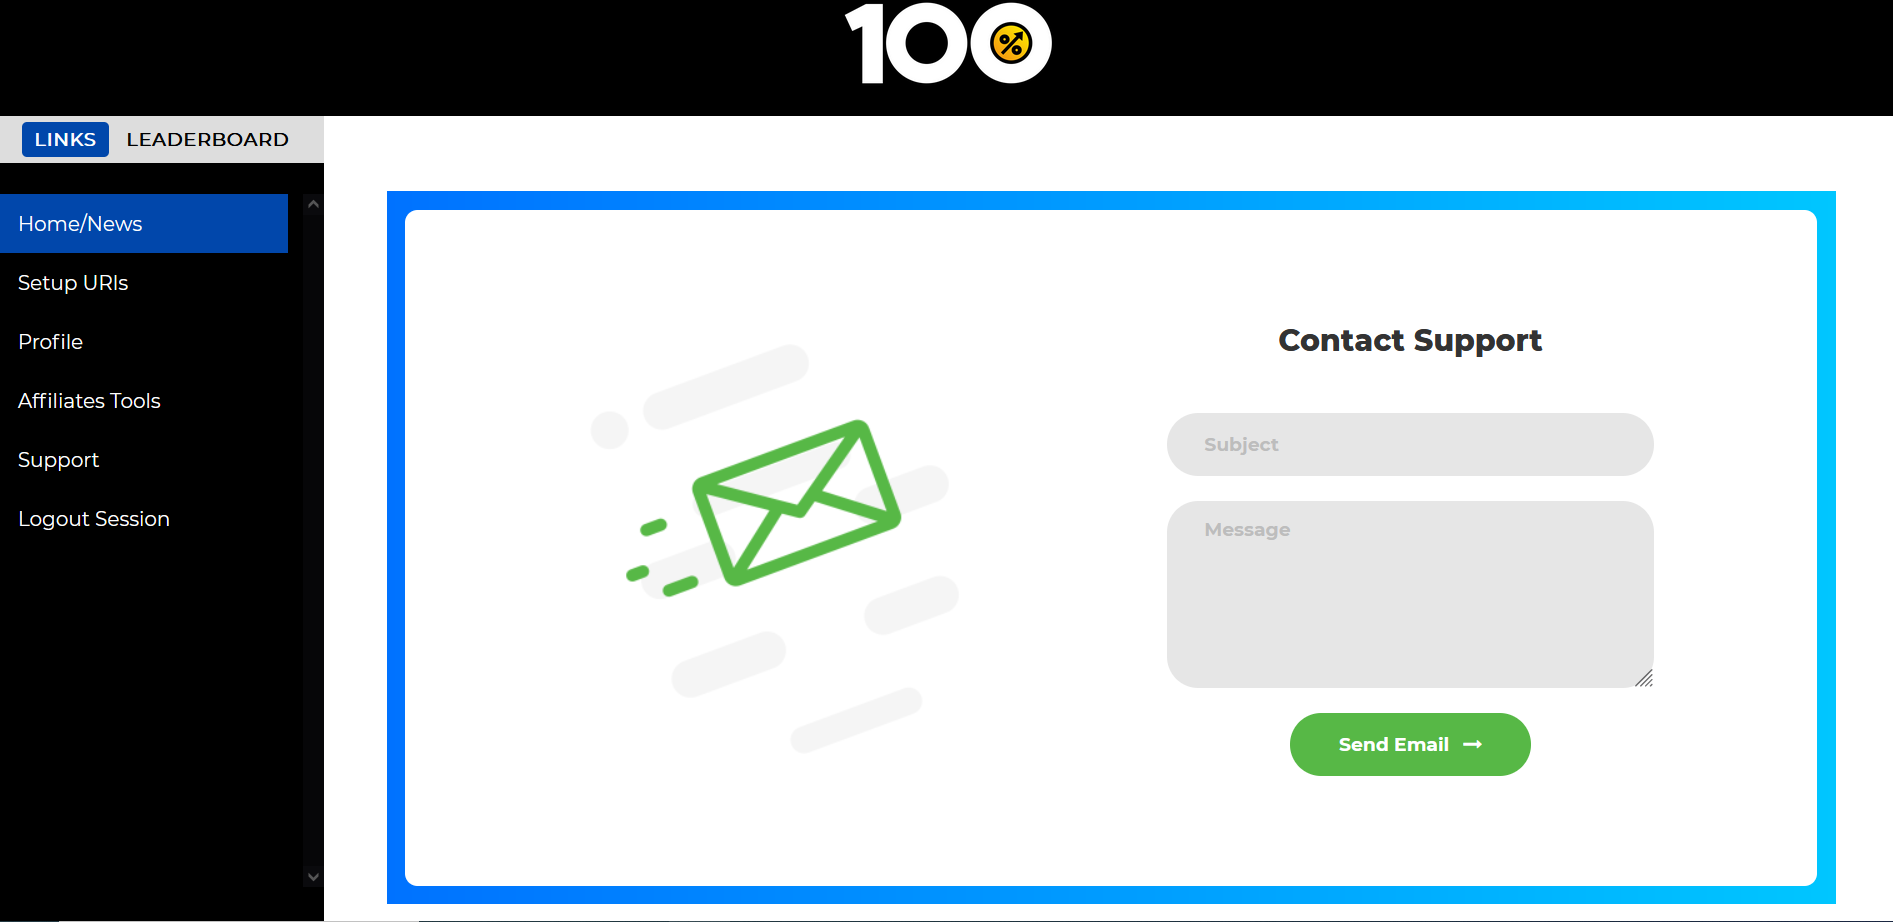 100
LINKS LEADERBOARD
Home/News
Setup URIs
Profile
Affiliates Tools
Support
Logout Session
Contact Support
Subject
Message
Send Email